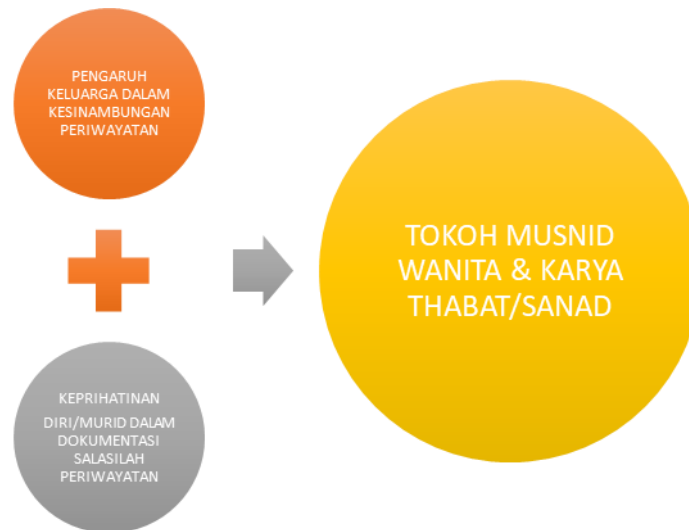 PENGARUH
KELUARGA DALAM
KESINAMBUNGAN
PERIWAYATAN
KEPRIHATINAN
DIRI/MURID DALAM
DOKUMENTASI
SALASILAH
PERIWAYATAN
TOKOH MUSNID
WANITA & KARYA
THABAT/SANAD